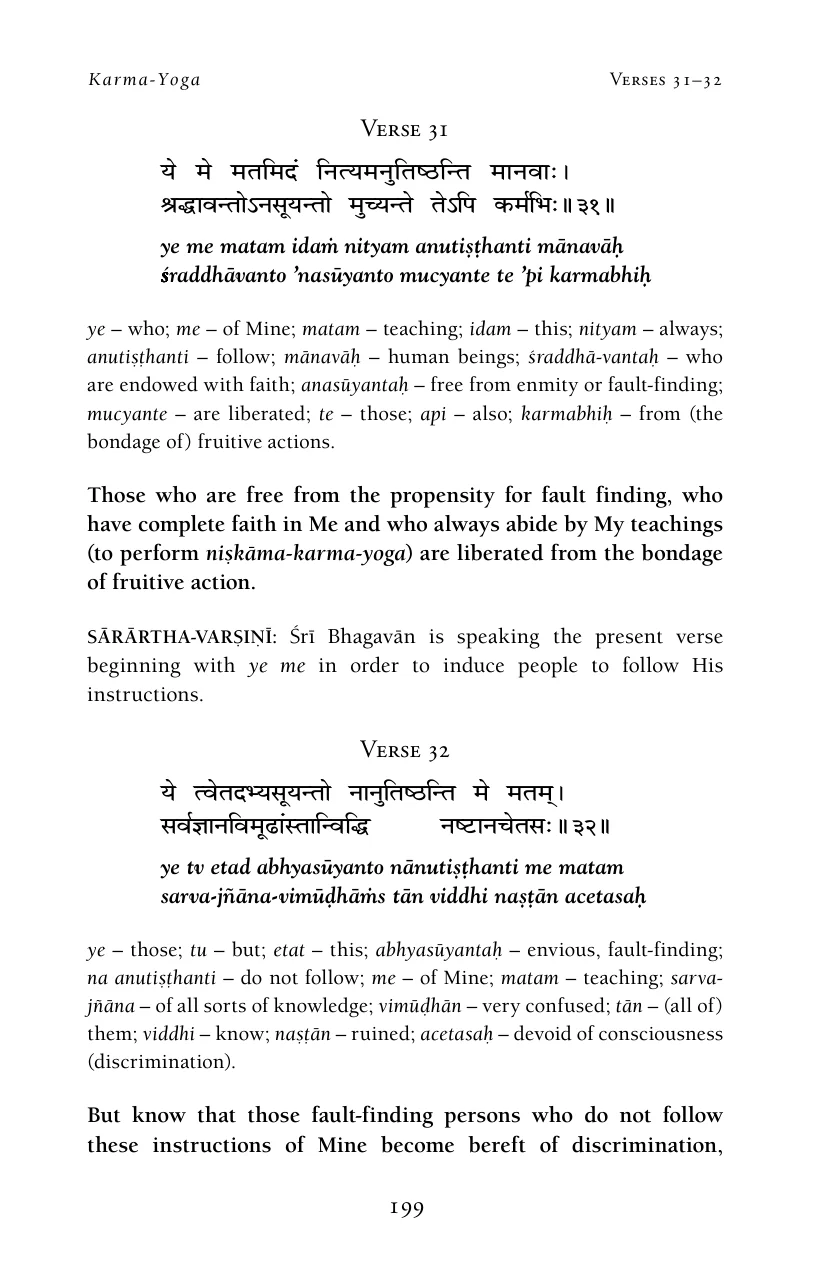 Karma-Yoga Verses 31–32
Verse 31
ये मे मतमिदं नित्यमनुतिष्ठन्ति मानवाः।
श्रद्धावन्तोऽनसूयन्तो मुच्यन्ते तेऽपि कर्मभिः॥३१॥
ye me matam idaṁ nityam anutiṣṭhanti mānavāḥ
śraddhāvanto ’nasūyanto mucyante te ’pi karmabhiḥ
ye – who; me – of Mine; matam – teaching; idam – this; nityam – always;
anutiṣṭhanti – follow; mānavāḥ – human beings; śraddhā-vantaḥ – who
are endowed with faith; anasūyantaḥ – free from enmity or fault-finding;
mucyante – are liberated; te – those; api – also; karmabhiḥ – from (the
bondage of) fruitive actions.
Those who are free from the propensity for fault finding, who
have complete faith in Me and who always abide by My teachings
(to perform niṣkāma-karma-yoga) are liberated from the bondage
of fruitive action.
SĀRĀRTHA-VARṢIṆĪ: Śrī Bhagavān is speaking the present verse
beginning with ye me in order to induce people to follow His
instructions.
Verse 32
ये त्वेतदभ्यसूयन्तो नानुतिष्ठन्ति मे मतम्।
सर्वज्ञानविमूढांस्तान्विद्धि नष्टानचेतसः॥३२॥
ye tv etad abhyasūyanto nānutiṣṭhanti me matam
sarva-jñāna-vimūḍhāṁs tān viddhi naṣṭān acetasaḥ
ye – those; tu – but; etat – this; abhyasūyantaḥ – envious, fault-finding;
na anutiṣṭhanti – do not follow; me – of Mine; matam – teaching; sarva-
jñāna – of all sorts of knowledge; vimūḍhān – very confused; tān – (all of)
them; viddhi – know; naṣṭān – ruined; acetasaḥ – devoid of consciousness
(discrimination).
But know that those fault-finding persons who do not follow
these instructions of Mine become bereft of discrimination,
199